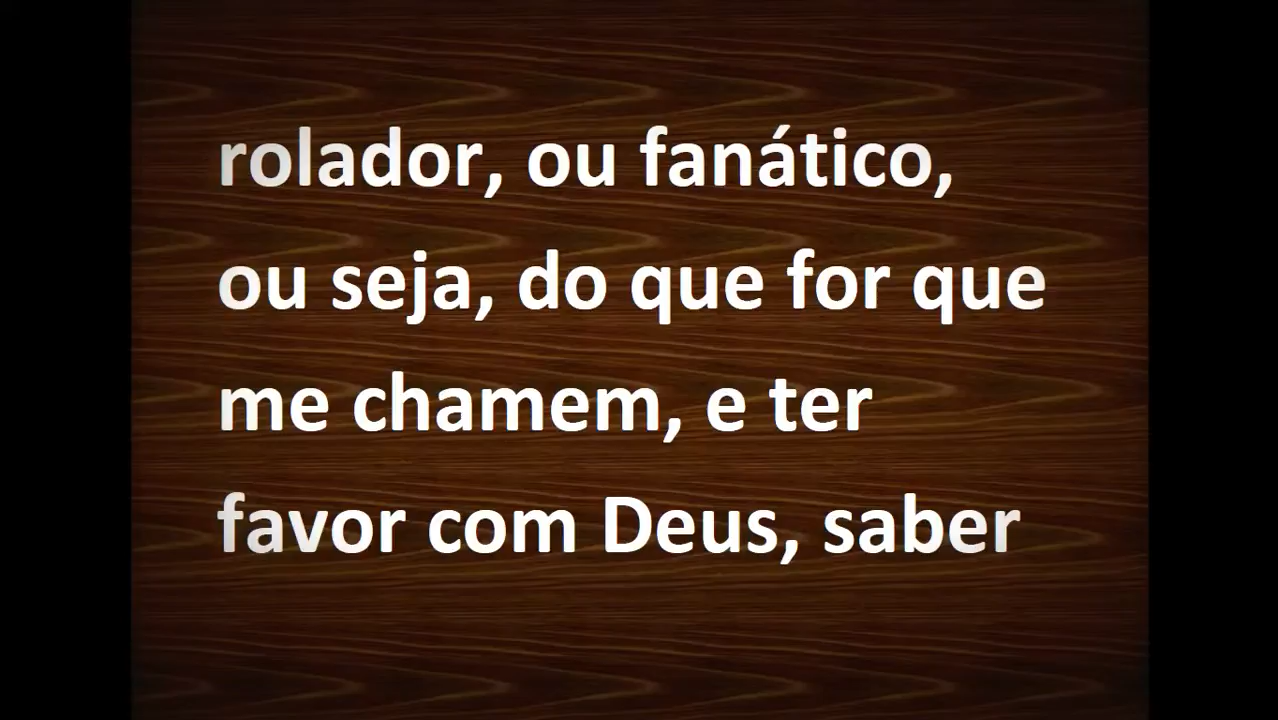 rolador, ou fanático,
ou seja, do que for que
me chamem, e ter
favor com Deus, saber